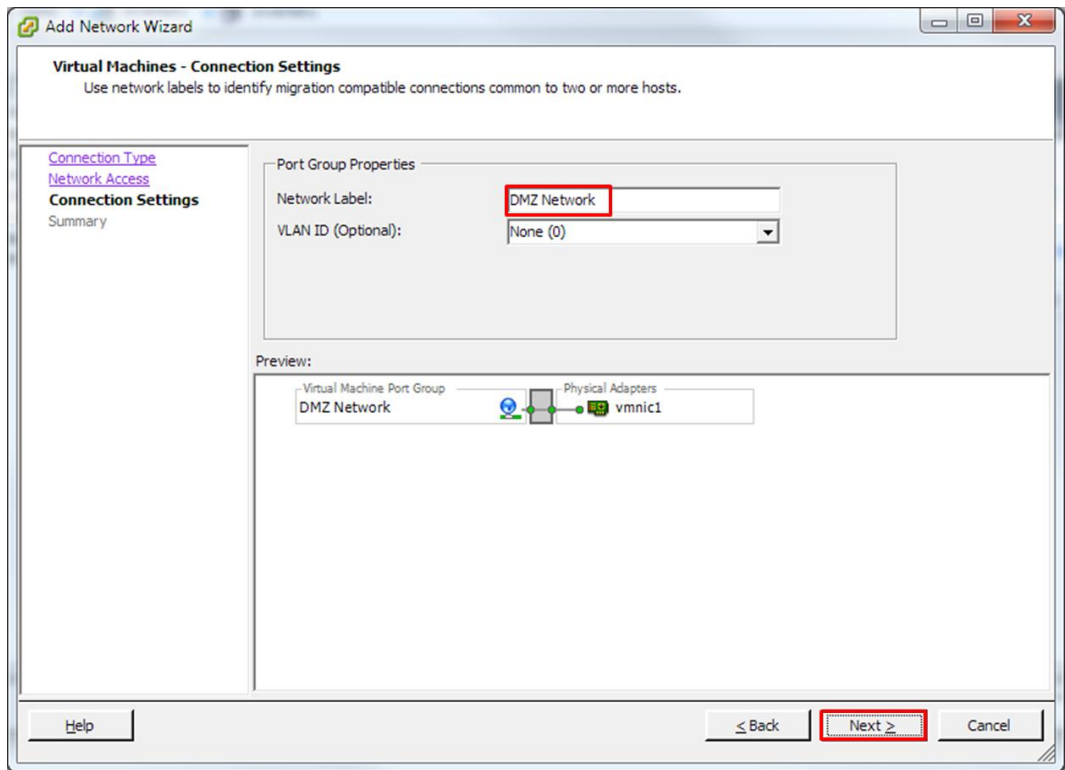 Add Network Wizard
Virtual Machines - Connection Settings
Use network labels to identify migration compatible connections common to two or more hosts.
Connection Type
Network Access
Connection Settings
Summary
Port Group Properties
Network Label:
DMZ Network
VLAN ID (Optional):
None (0)
Preview:
Virtual Machine Port Group
Physical Adapters
DMZ Network
vmnic1
Help
< Back
Next >
Cancel